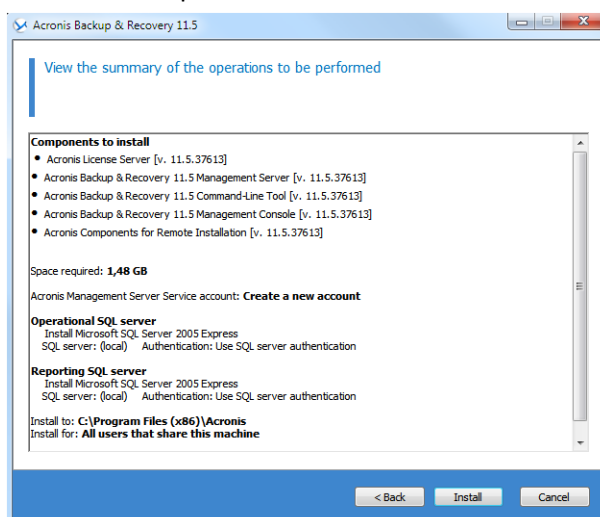 Acronis Backup & Recovery 11.5
View the summary of the operations to be performed
Components to install
• Acronis License Server [v. 11.5.37613]
• Acronis Backup & Recovery 11.5 Management Server [v. 11.5.37613]
• Acronis Backup & Recovery 11.5 Command-Line Tool [v. 11.5.37613]
• Acronis Backup & Recovery 11.5 Management Console [v. 11.5.37613]
• Acronis Components for Remote Installation [v. 11.5.37613]
Space required: 1,48 GB
Acronis Management Server Service account: Create a new account
Operational SQL server
Install Microsoft SQL Server 2005 Express
SQL server: (local) Authentication: Use SQL server authentication
Reporting SQL server
Install Microsoft SQL Server 2005 Express
SQL server: (local) Authentication: Use SQL server authentication
Install to: C:\Program Files (x86)\Acronis
Install for: All users that share this machine
< Back Install Cancel